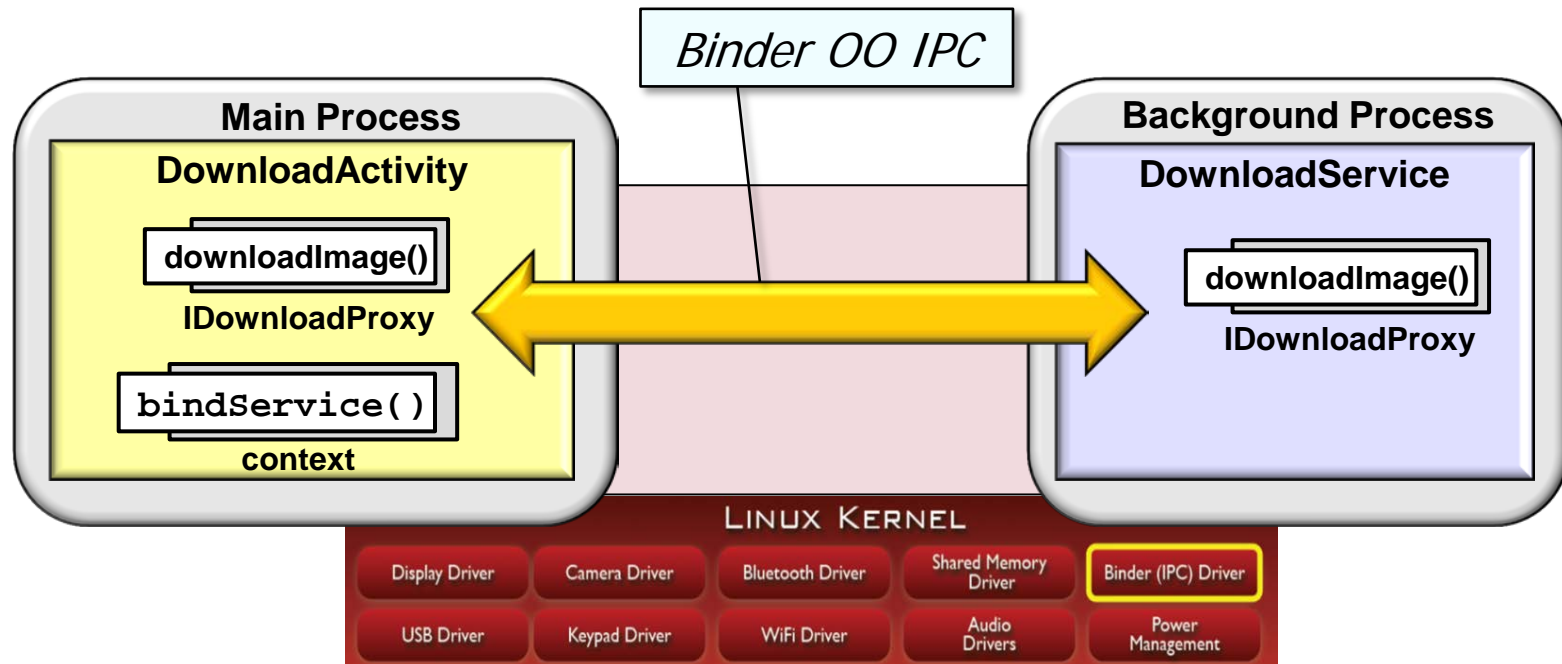 Binder OO IPC
Main Process
DownloadActivity
downloadImage()
IDownloadProxy
bindService()
context
Background Process
DownloadService
downloadImage()
IDownloadProxy
LINUX KERNEL
Display Driver
Camera Driver
Bluetooth Driver
Shared Memory
Driver
Binder (IPC) Driver
USB Driver
Keypad Driver
WiFi Driver
Audio
Drivers
Power
Management